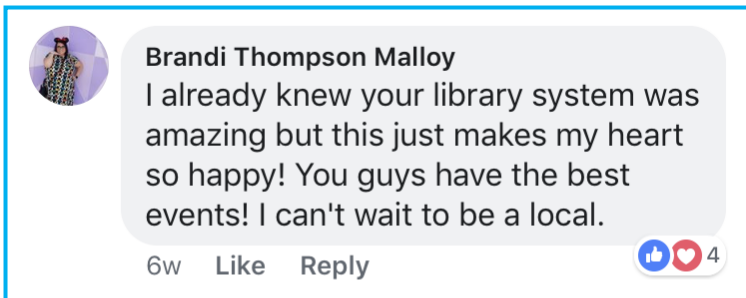 Brandi Thompson Malloy
I already knew your library system was
amazing but this just makes my heart
so happy! You guys have the best
events! I can't wait to be a local.
6w Like Reply 4